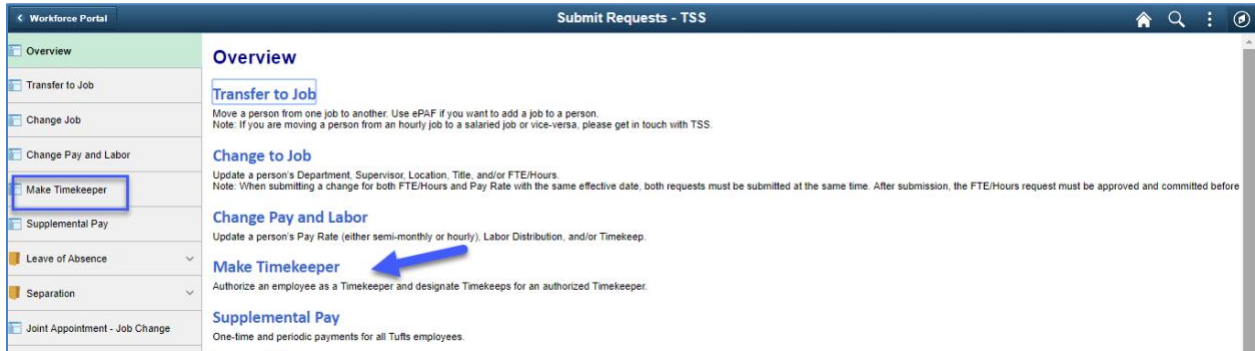 Workforce Portal
Submit Requests - TSS
Overview
Transfer to Job
Change Job
Change Pay and Labor
Make Timekeeper
Supplemental Pay
Leave of Absence
Separation
Joint Appointment - Job Change
Overview
Transfer to Job
Move a person from one job to another. Use ePAF if you want to add a job to a person.
Note: If you are moving a person from an hourly job to a salaried job or vice-versa, please get in touch with TSS.
Change to Job
Update a person's Department, Supervisor, Location, Title, and/or FTE/Hours.
Note: When submitting a change for both FTE/Hours and Pay Rate with the same effective date, both requests must be submitted at the same time. After submission, the FTE/Hours request must be approved and committed before
Change Pay and Labor
Update a person's Pay Rate (either semi-monthly or hourly), Labor Distribution, and/or Timekeep.
Make Timekeeper
Authorize an employee as a Timekeeper and designate Timekeeps for an authorized Timekeeper.
Supplemental Pay
One-time and periodic payments for all Tufts employees.